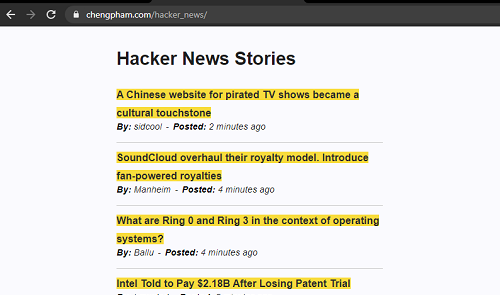 chengpham.com/hacker_news/
Hacker News Stories
A Chinese website for pirated TV shows became a
cultural touchstone
By: sidcool - Posted: 2 minutes ago
SoundCloud overhaul their royalty model. Introduce
fan-powered royalties
By: Manheim - Posted: 4 minutes ago
What are Ring 0 and Ring 3 in the context of operating
systems?
By: Ballu - Posted: 4 minutes ago
Intel Told to Pay $2.18B After Losing Patent Trial